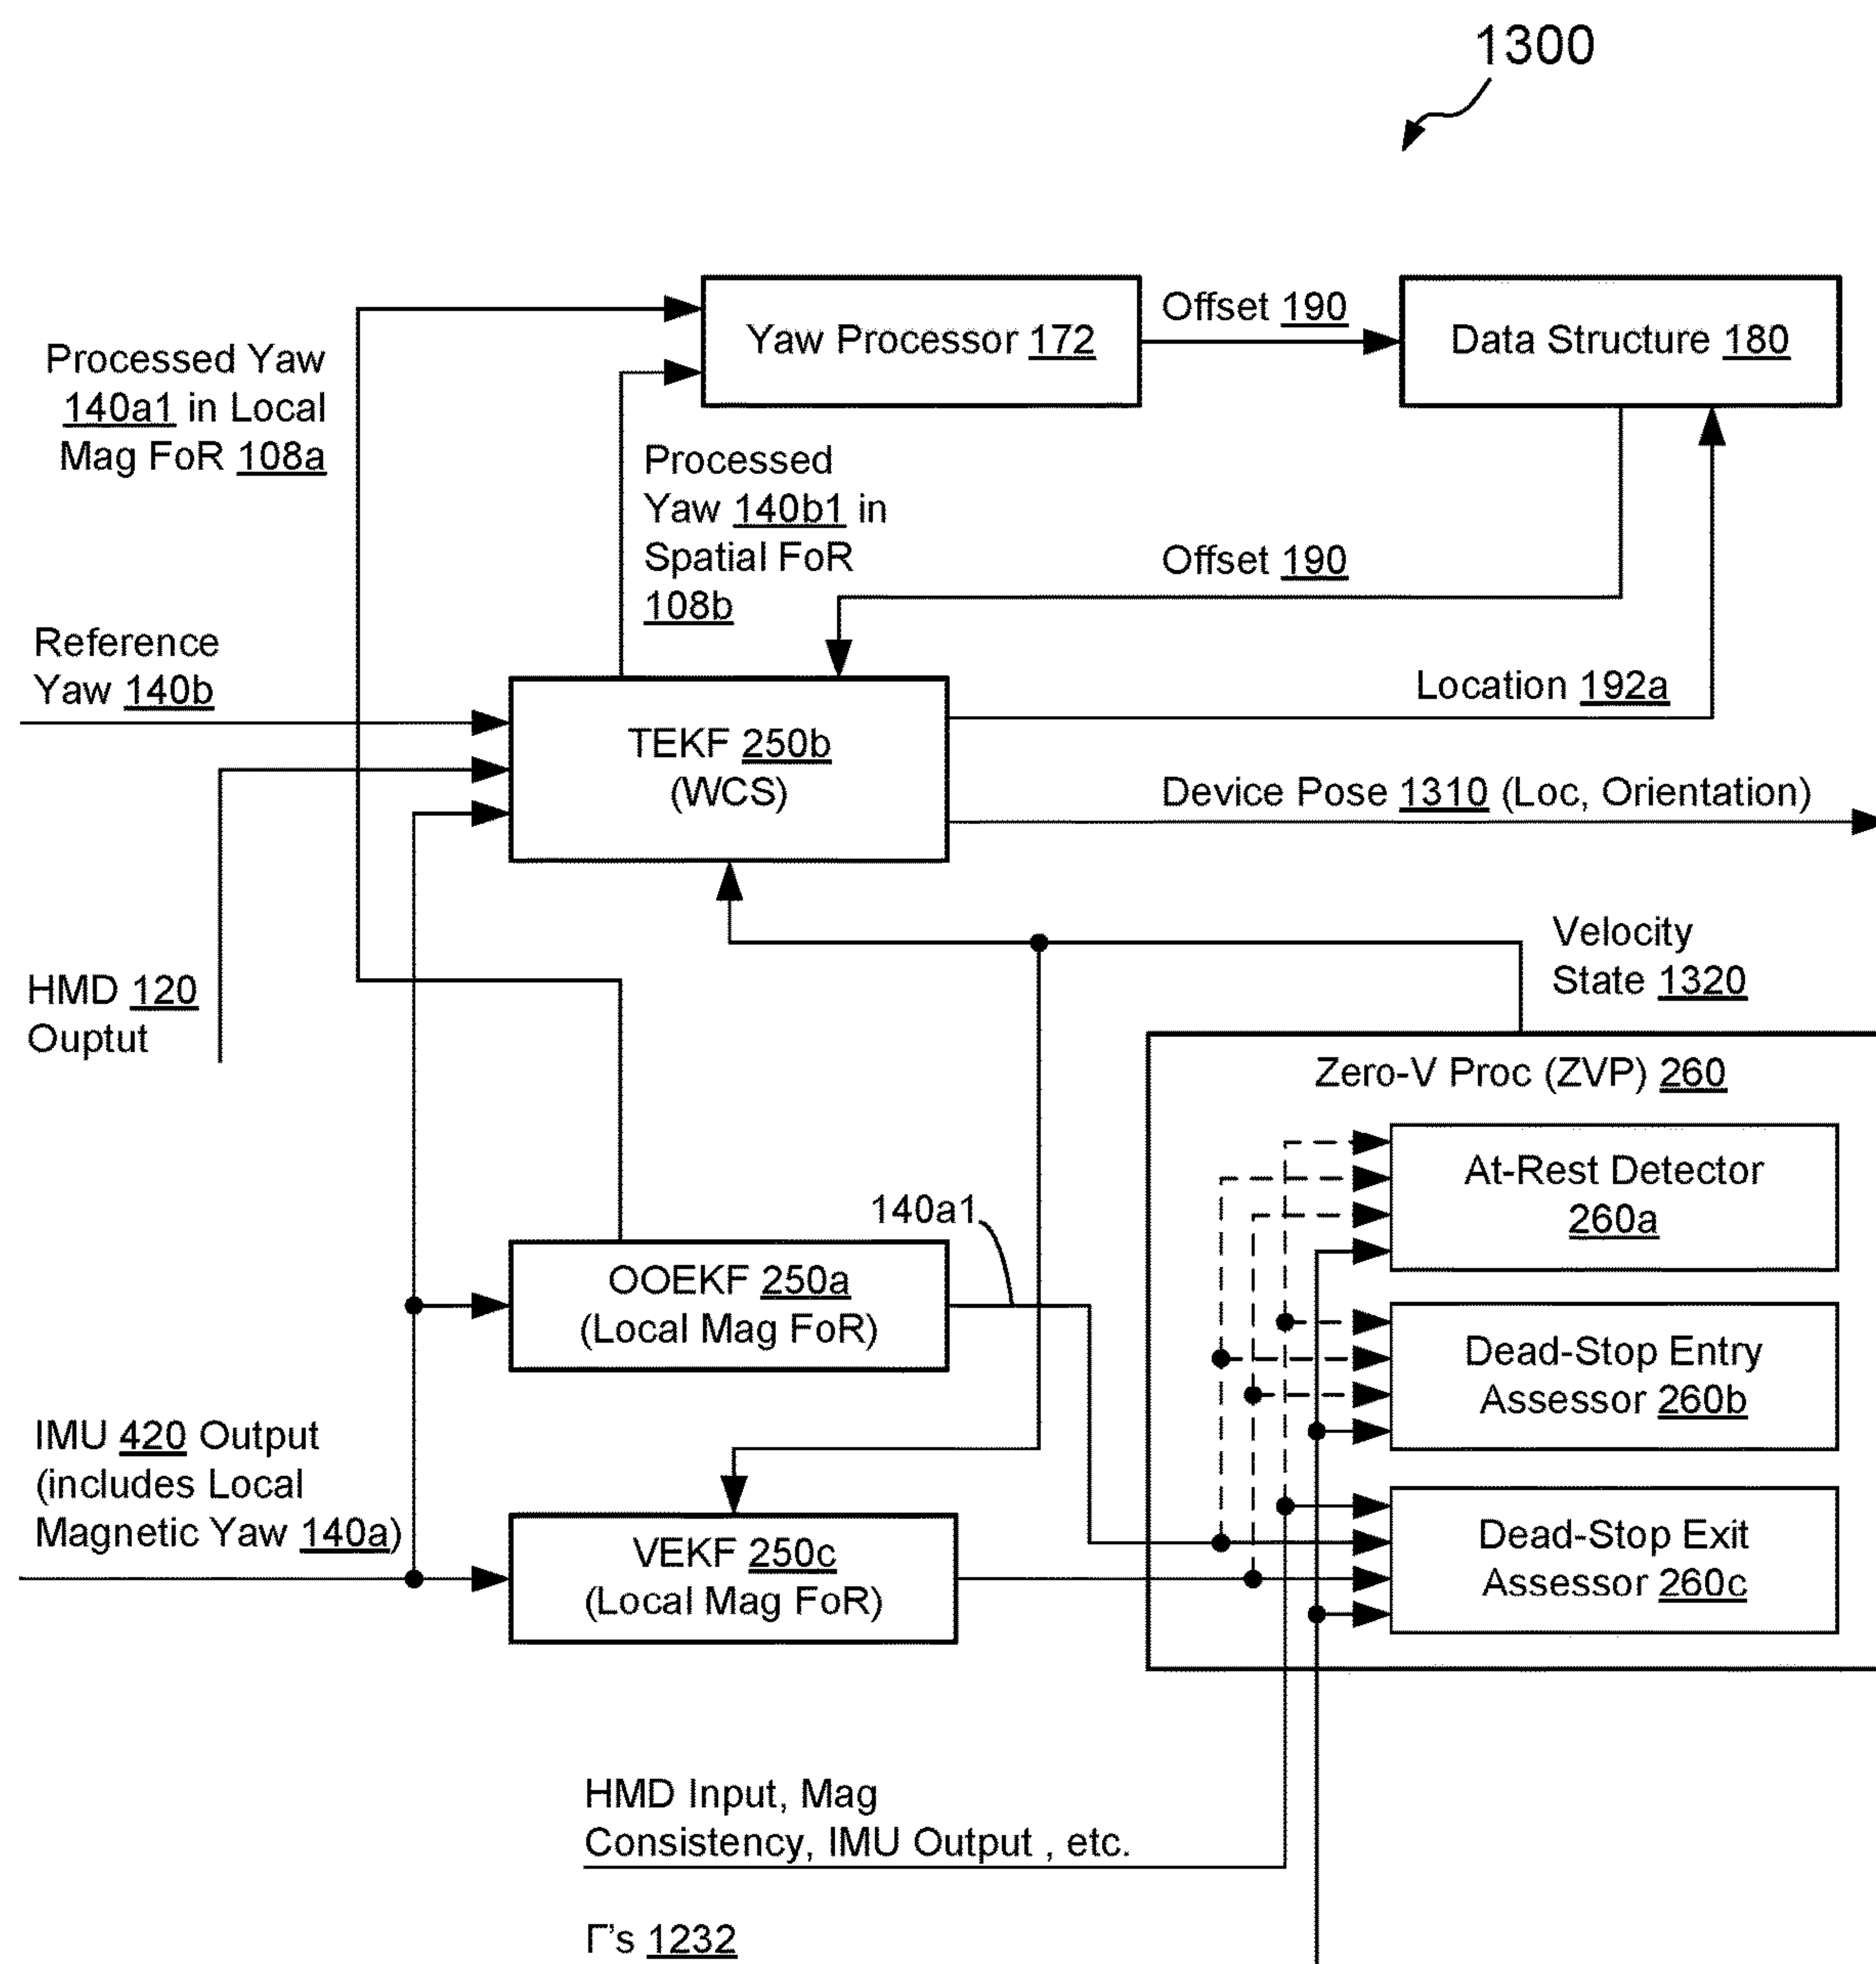 1300
Yaw Processor 172
Offset 190
Data Structure 180
Processed Yaw
140a1 in Local
Mag FoR 108a
Processed
Yaw 140b1 in
Spatial FoR
108b
Offset 190
Reference
Yaw 140b
Location 192a
TEKF 250b
(WCS)
Device Pose 1310 (Loc, Orientation)
Velocity
State 1320
HMD 120
Ouptut
Zero-V Proc (ZVP) 260
At-Rest Detector
260a
140a1
OOEKF 250a
(Local Mag FoR)
Dead-Stop Entry
Assessor 260b
IMU 420 Output
(includes Local
Magnetic Yaw 140a)
VEKF 250c
(Local Mag FoR)
Dead-Stop Exit
Assessor 260c
HMD Input, Mag
Consistency, IMU Output , etc.
Γ's 1232